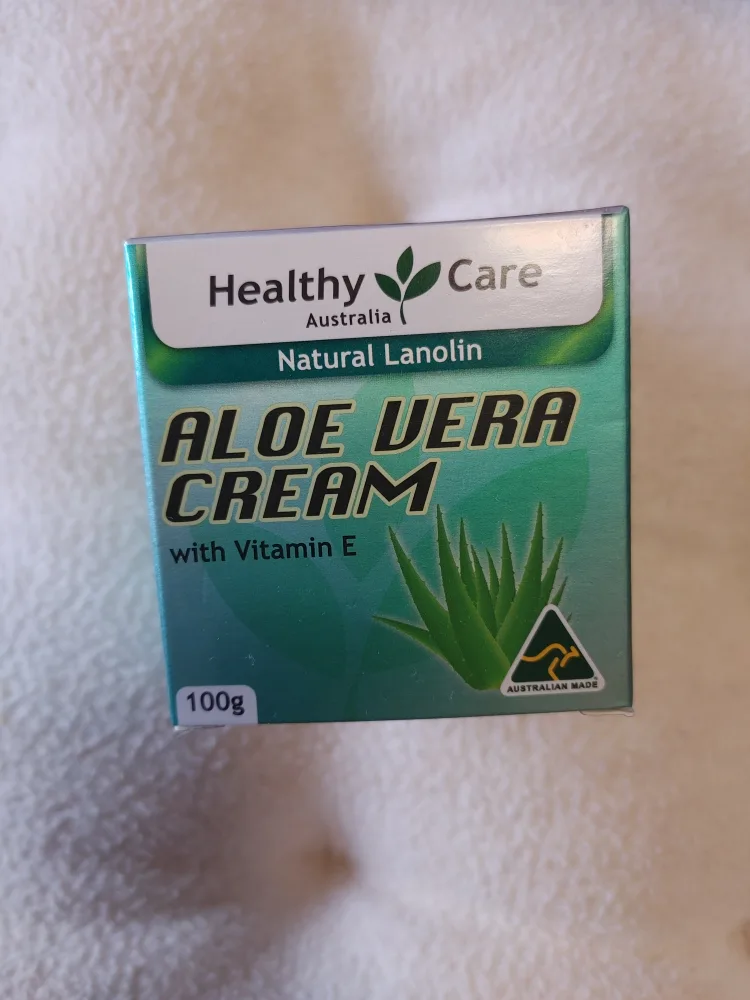 Healthy Care
Australia
Natural Lanolin
ALOE VERA
CREAM
with Vitamin E
AUSTRALIAN MADE
100g